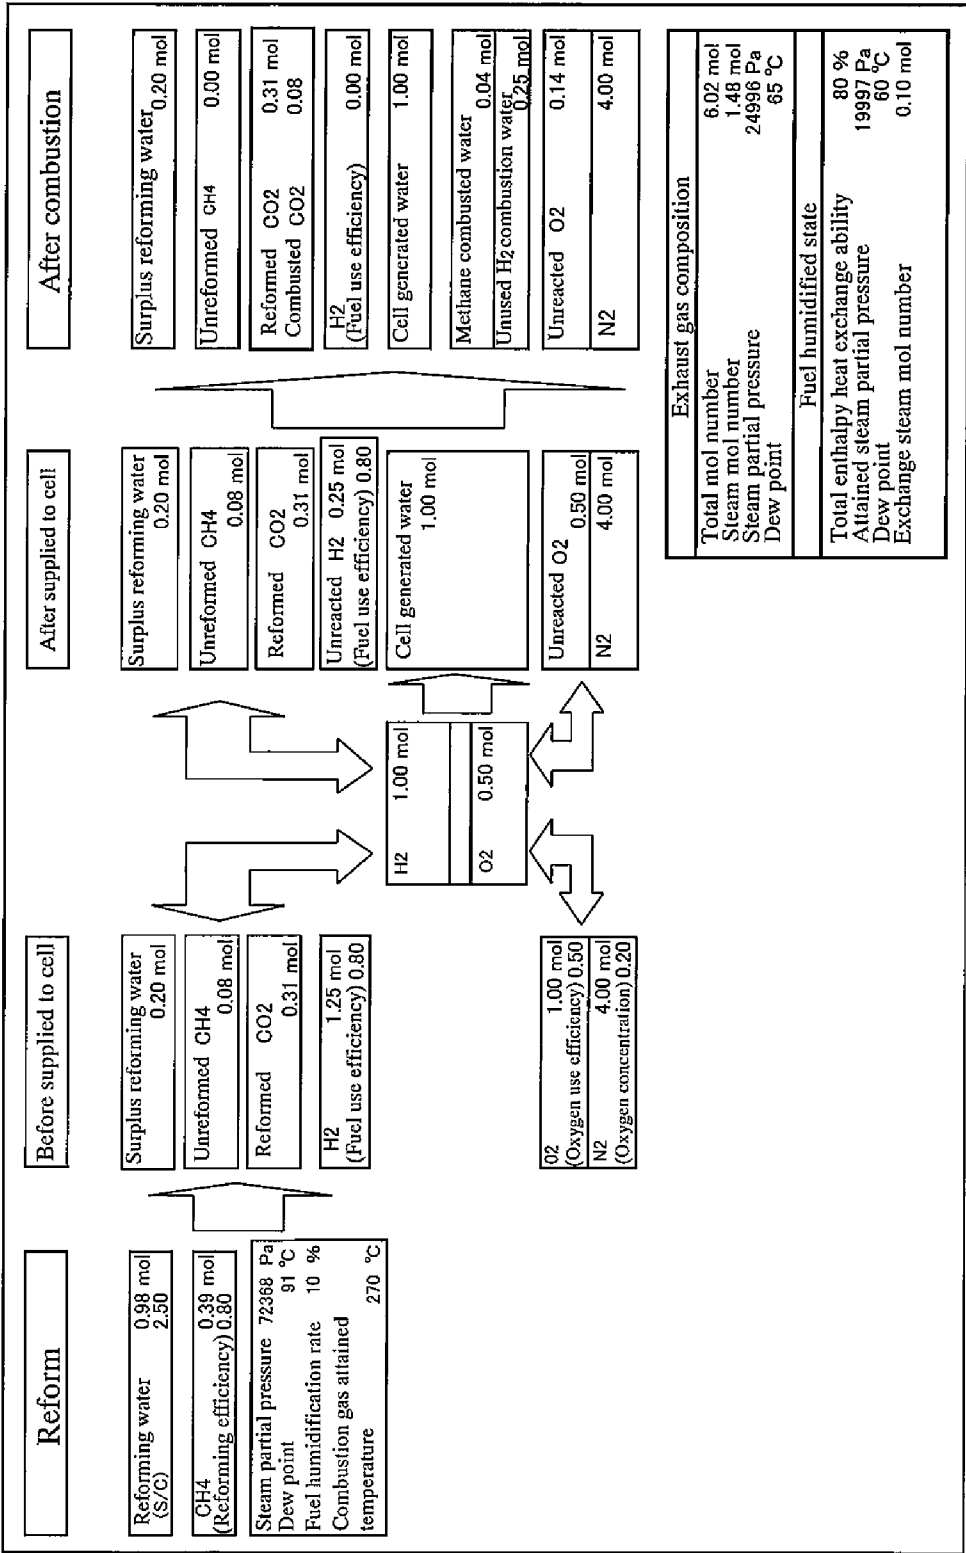 Reform
Reforming water 0.98 mol
(S/C) 2.50
CH4 0.39 mol
(Reforming efficiency) 0.80
Steam partial pressure 72368 Pa
Dew point 91 °C
Fuel humidification rate 10 %
Combustion gas attained
temperature 270 °C
Before supplied to cell
Surplus reforming water
0.20 mol
Unreformed CH4
0.08 mol
Reformed CO2
0.31 mol
H2 1.25 mol
(Fuel use efficiency) 0.80
O2 1.00 mol
(Oxygen use efficiency) 0.50
N2 4.00 mol
(Oxygen concentration) 0.20
H2 1.00 mol
O2 0.50 mol
After supplied to cell
Surplus reforming water
0.20 mol
Unreformed CH4
0.08 mol
Reformed CO2
0.31 mol
Unreacted H2 0.25 mol
(Fuel use efficiency) 0.80
Cell generated water
1.00 mol
Unreacted O2
0.50 mol
N2 4.00 mol
After combustion
Surplus reforming water
0.20 mol
Unreformed CH4 0.00 mol
Reformed CO2 0.31 mol
Combusted CO2 0.08
H2 0.00 mol
(Fuel use efficiency)
Cell generated water 1.00 mol
Methane combusted water
0.04 mol
Unused H2 combustion water
0.25 mol
Unreacted O2 0.14 mol
N2 4.00 mol
Exhaust gas composition
Total mol number 6.02 mol
Steam mol number 1.48 mol
Steam partial pressure 24996 Pa
Dew point 65 °C
Fuel humidified state
Total enthalpy heat exchange ability 80 %
Attained steam partial pressure 19997 Pa
Dew point 60 °C
Exchange steam mol number 0.10 mol